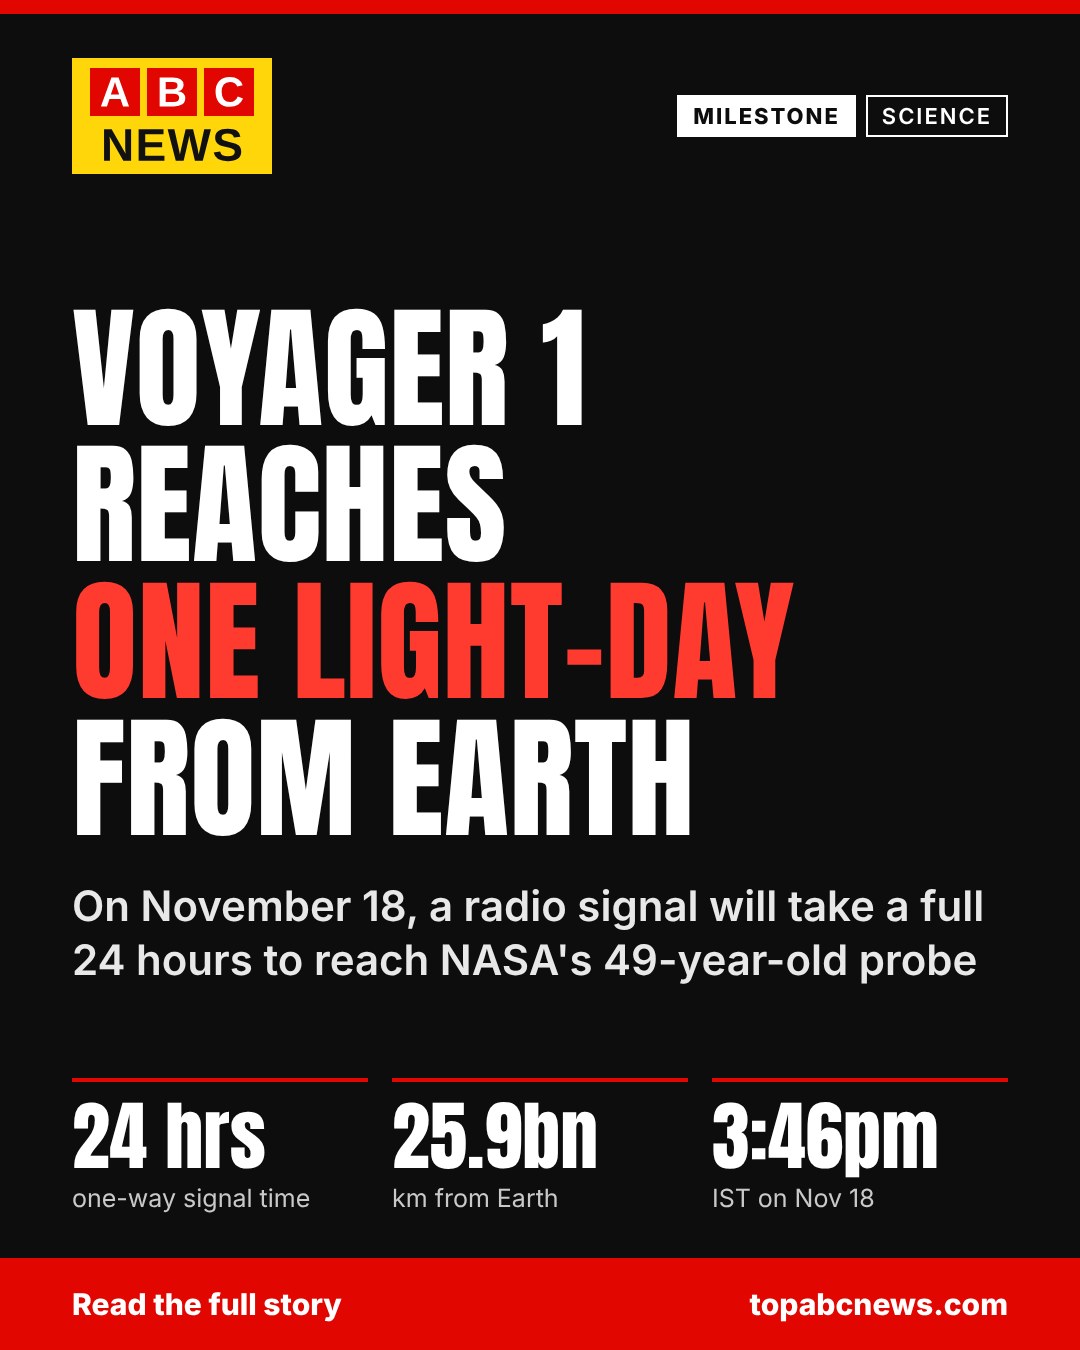 ABC
NEWS
MILESTONE
SCIENCE
VOYAGER 1
REACHES
ONE LIGHT-DAY
FROM EARTH
On November 18, a radio signal will take a full
24 hours to reach NASA's 49-year-old probe
24 hrs
one-way signal time
25.9bn
km from Earth
3:46pm
IST on Nov 18
Read the full story
topabcnews.com